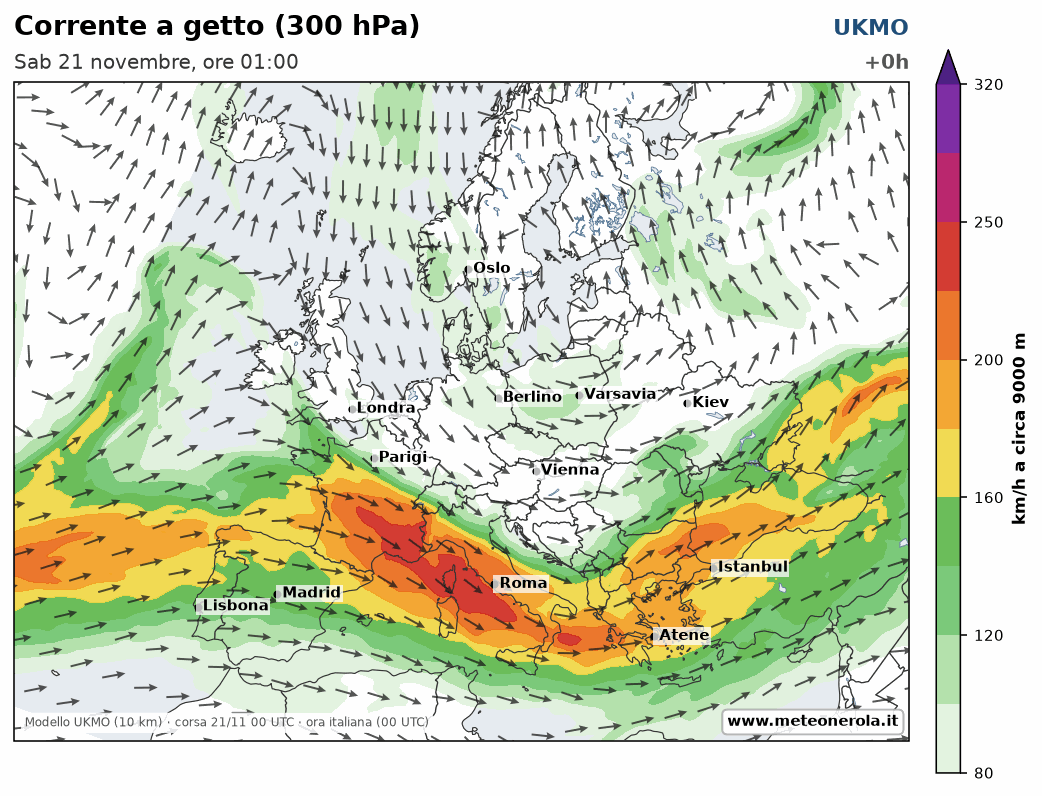 Corrente a getto (300 hPa)
UKMO
Sab 21 novembre, ore 01:00
+0h
320
250
200
160
120
80
km/h a circa 9000 m
Oslo
Londra
Berlino
Varsavia
Kiev
Parigi
Vienna
Istanbul
Roma
Madrid
Lisbona
Atene
Modello UKMO (10 km) · corsa 21/11 00 UTC · ora italiana (00 UTC)
www.meteonerola.it